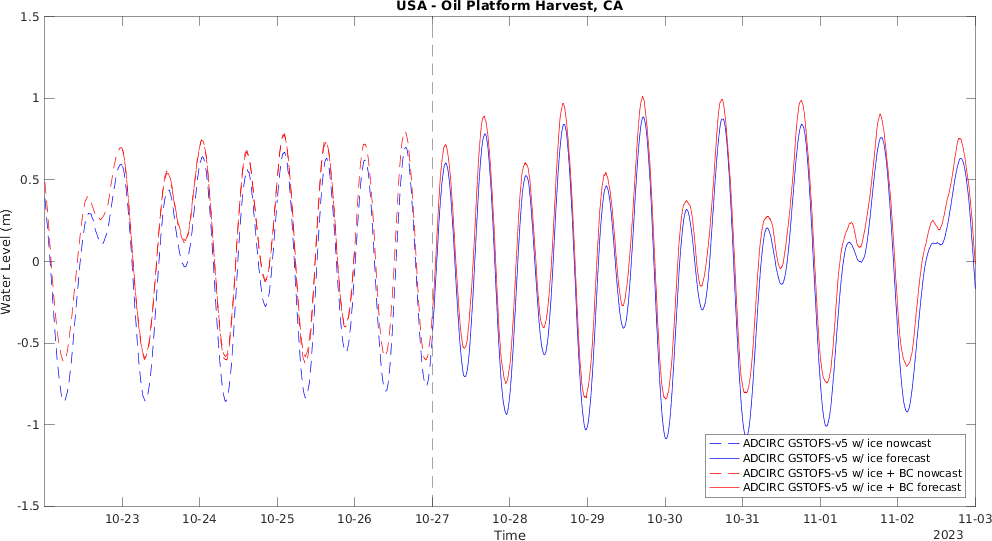 USA - Oil Platform Harvest, CA
1.5
1
0.5
0
-0.5
-1
-1.5
Water Level (m)
10-23 10-24 10-25 10-26 10-27 10-28 10-29 10-30 10-31 11-01 11-02 11-03
Time
2023
ADCIRC GSTOFS-v5 w/ ice nowcast
ADCIRC GSTOFS-v5 w/ ice forecast
ADCIRC GSTOFS-v5 w/ ice + BC nowcast
ADCIRC GSTOFS-v5 w/ ice + BC forecast